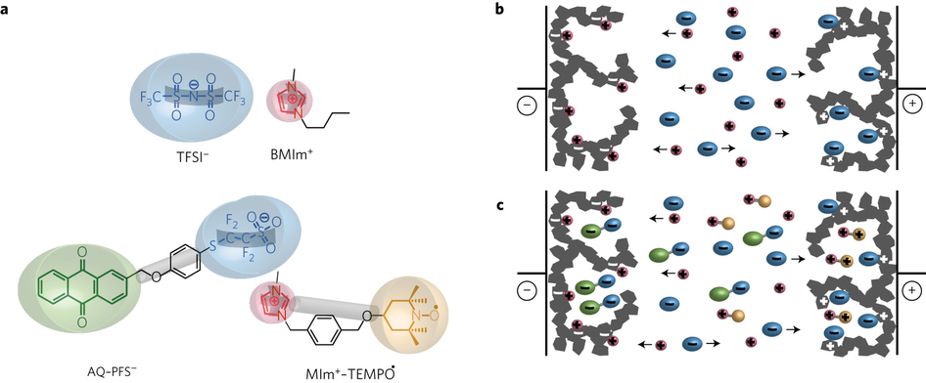 a
O O
⊖
F₃C–S–N–S–CF₃
O O
TFSI⁻
N
⊕
N
BMIm⁺
O
O
O
S
F₂
C–C
F₂
O ⊖
O
S
O
AQ-PFS⁻
N
⊕
N
O
N–O•
MIm⁺-TEMPO•
b
−
+
c
−
+